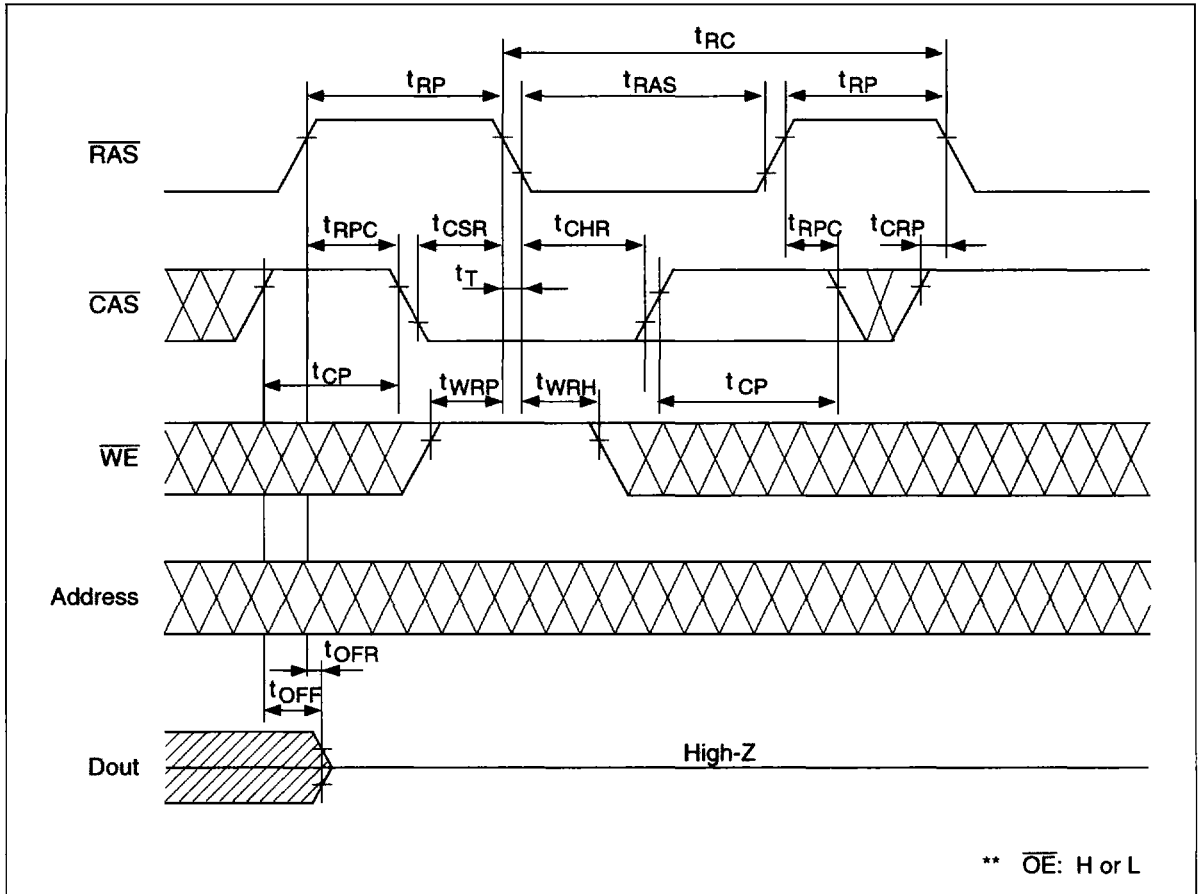 tRC
tRP tRAS tRP
RAS
tRPC tCSR tCHR tRPC tCRP
tT
CAS
tCP tWRP tWRH tCP
WE
Address
tOFR
tOFF
High-Z
Dout
** OE: H or L